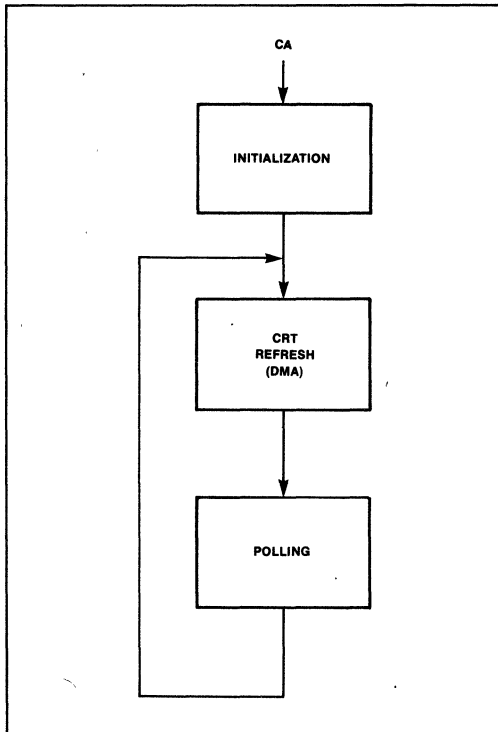 CA
INITIALIZATION
CRT
REFRESH
(DMA)
POLLING